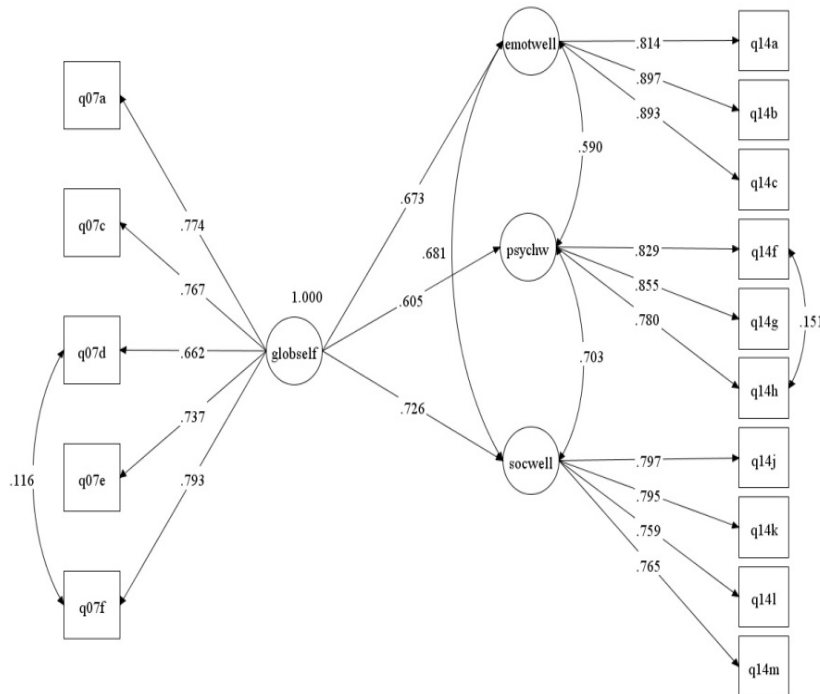 emotwell
.814
q14a
q07a
.897
q14b
.893
.590
q14c
.673
q07c
.774
.681
psychw
.829
q14f
.767
.855
1.000
.605
q14g
.780
.151
q07d
.662
globself
.703
q14h
.737
.726
q07e
.116
socwell
.797
q14j
.793
.795
q14k
.759
.765
q07f
q14l
q14m